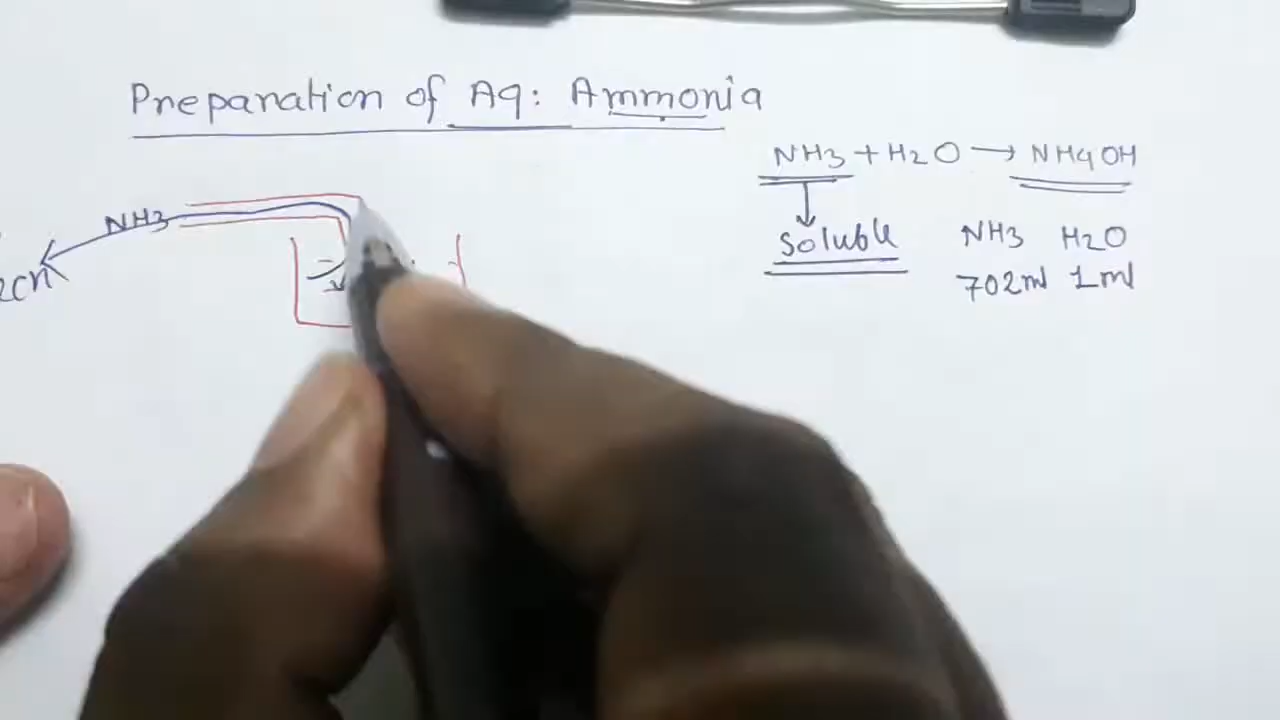 Preparation of Aq: Ammonia
NH3 + H2O → NH4OH
NH3
Soluble
NH3 H2O
702ml 1ml